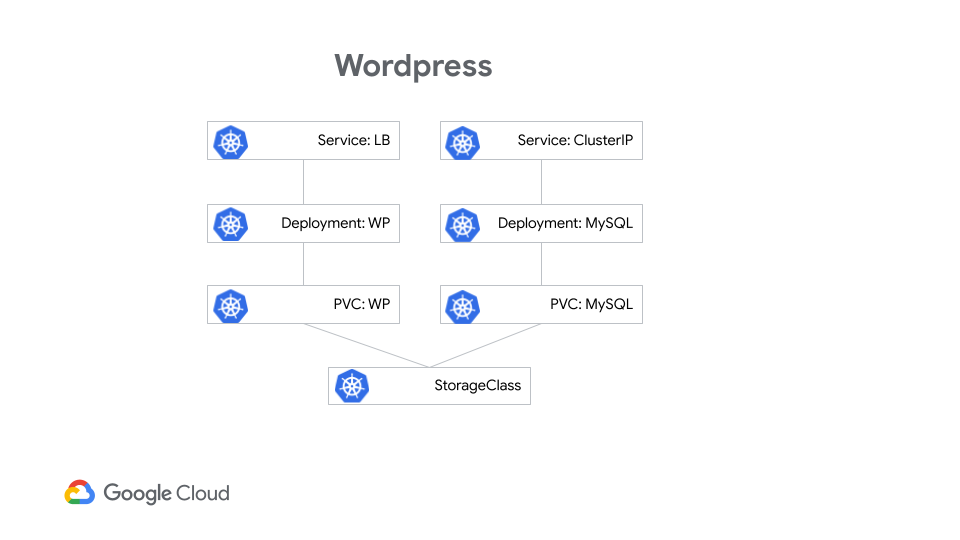 Wordpress
Service: LB
Service: ClusterIP
Deployment: WP
Deployment: MySQL
PVC: WP
PVC: MySQL
StorageClass
Google Cloud